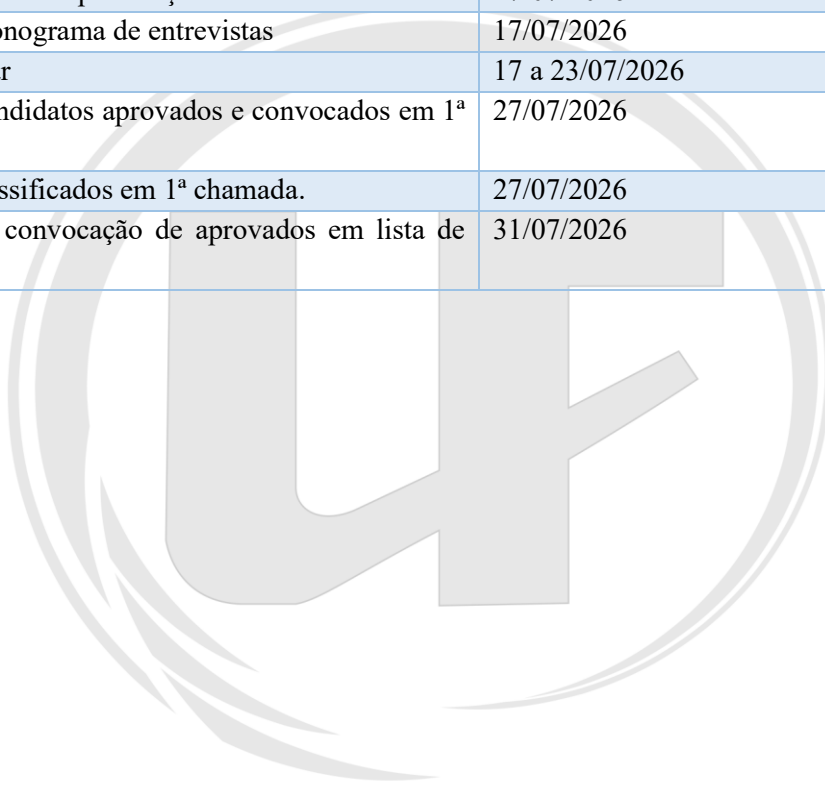 onograma de entrevistas 17/07/2026
r 17 a 23/07/2026
ndidatos aprovados e convocados em 1ª 27/07/2026
ssificados em 1ª chamada. 27/07/2026
convocação de aprovados em lista de 31/07/2026
UF